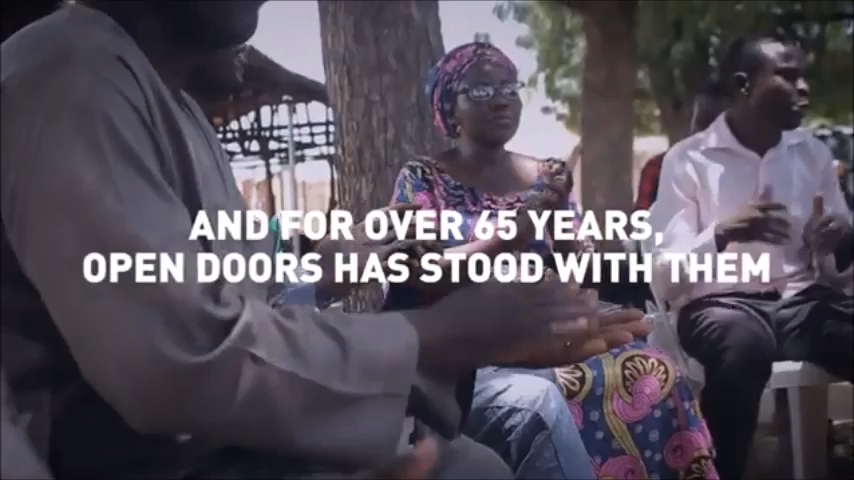 AND FOR OVER 65 YEARS,
OPEN DOORS HAS STOOD WITH THEM